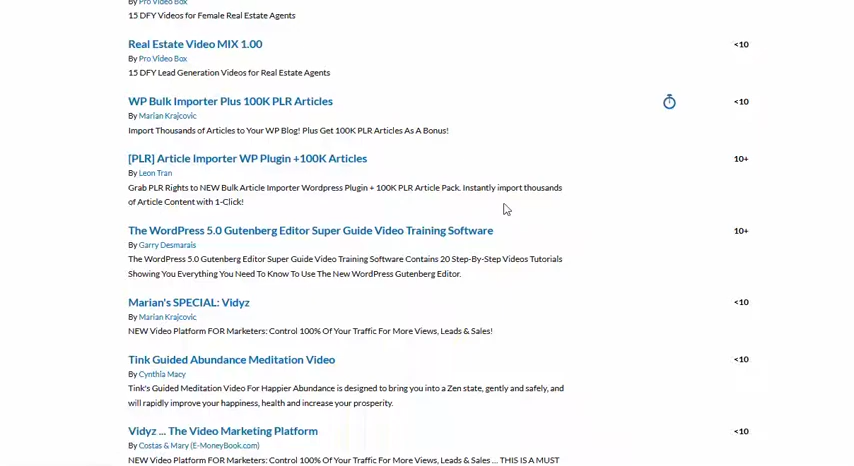 By Pro Video Box
15 DFY Videos for Female Real Estate Agents
Real Estate Video MIX 1.00
<10
By Pro Video Box
15 DFY Lead Generation Videos for Real Estate Agents
WP Bulk Importer Plus 100K PLR Articles
<10
By Marian Krajcovic
Import Thousands of Articles to Your WP Blog! Plus Get 100K PLR Articles As A Bonus!
[PLR] Article Importer WP Plugin +100K Articles
10+
By Leon Tran
Grab PLR Rights to NEW Bulk Article Importer Wordpress Plugin + 100K PLR Article Pack. Instantly import thousands
of Article Content with 1-Click!
The WordPress 5.0 Gutenberg Editor Super Guide Video Training Software
10+
By Garry Desmarais
The WordPress 5.0 Gutenberg Editor Super Guide Video Training Software Contains 20 Step-By-Step Videos Tutorials
Showing You Everything You Need To Know To Use The New WordPress Gutenberg Editor.
Marian's SPECIAL: Vidyz
<10
By Marian Krajcovic
NEW Video Platform FOR Marketers: Control 100% Of Your Traffic For More Views, Leads & Sales!
Tink Guided Abundance Meditation Video
<10
By Cynthia Macy
Tink's Guided Meditation Video For Happier Abundance is designed to bring you into a Zen state, gently and safely, and
will rapidly improve your happiness, health and increase your prosperity.
Vidyz ... The Video Marketing Platform
<10
By Costas & Mary (E-MoneyBook.com)
NEW Video Platform FOR Marketers: Control 100% Of Your Traffic For More Views, Leads & Sales ... THIS IS A MUST